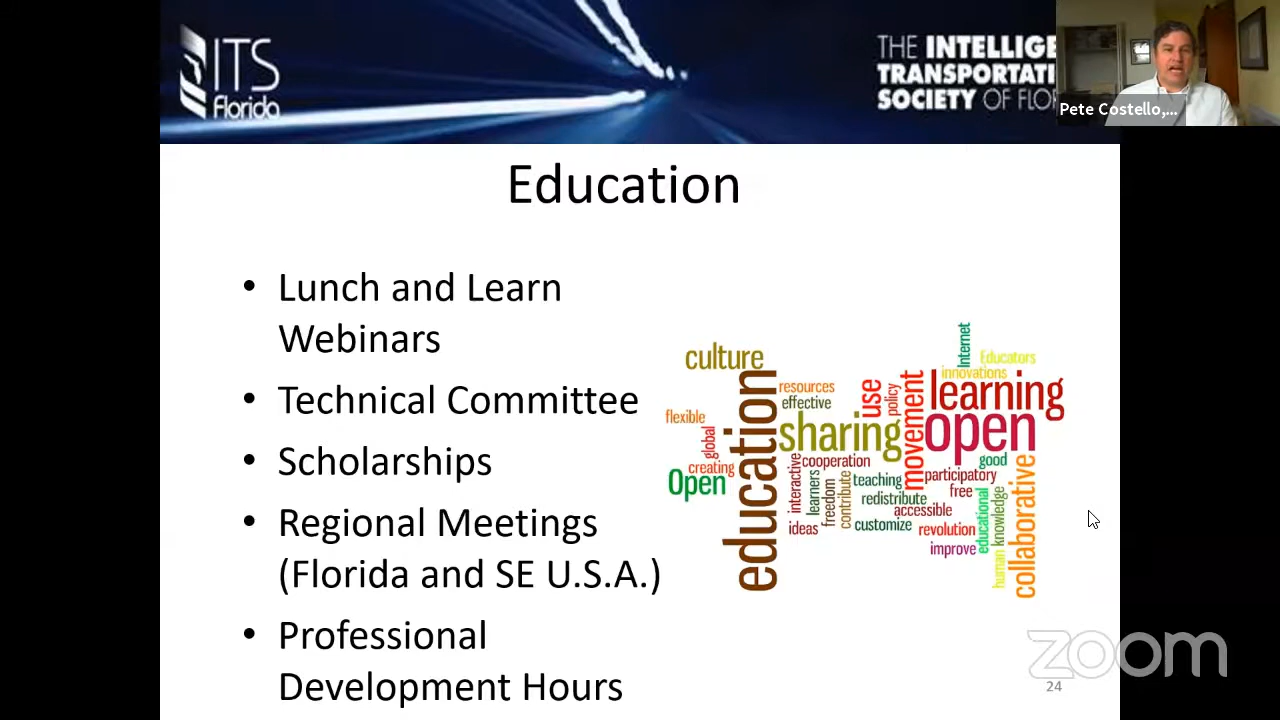 ITS
Florida
THE INTELLIGE
TRANSPORTATI
SOCIETY OF FLO
Pete Costello,...
Education
• Lunch and Learn
Webinars
• Technical Committee
• Scholarships
• Regional Meetings
(Florida and SE U.S.A.)
• Professional
Development Hours
culture
education
flexible
global
creating
Open
resources
effective
sharing
use
policy
movement
Internet
Educators
innovations
learning
open
interactive
cooperation
learners
freedom
contribute
teaching
redistribute
accessible
ideas
customize
good
participatory
free
educational
knowledge
collaborative
revolution
improve
human
zoom
24